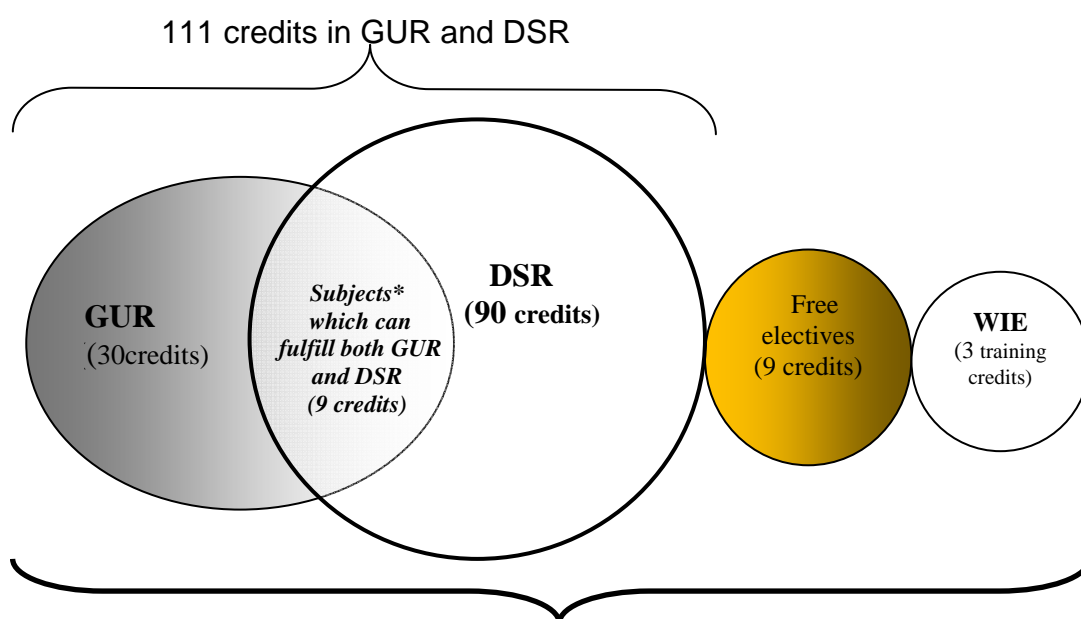 111 credits in GUR and DSR
GUR
(30credits)
Subjects*
which can
fulfill both GUR
and DSR
(9 credits)
DSR
(90 credits)
Free
electives
(9 credits)
WIE
(3 training
credits)